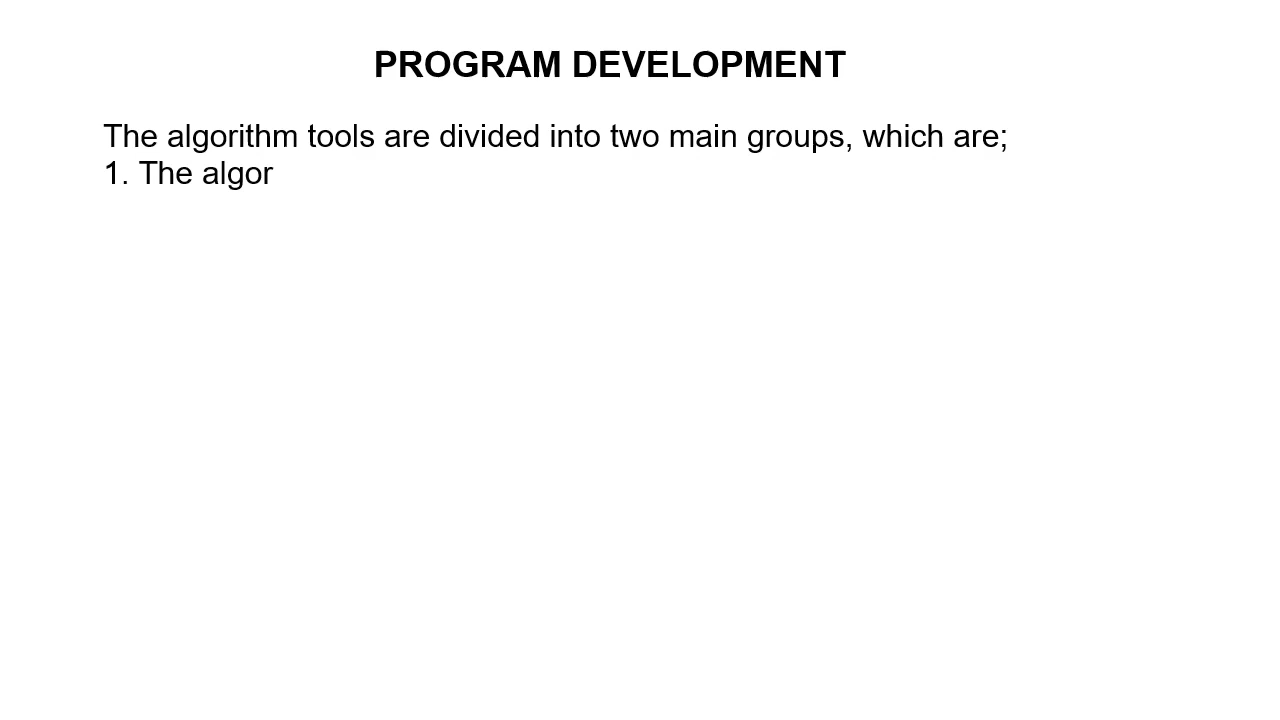 PROGRAM DEVELOPMENT
The algorithm tools are divided into two main groups, which are;
1. The algor